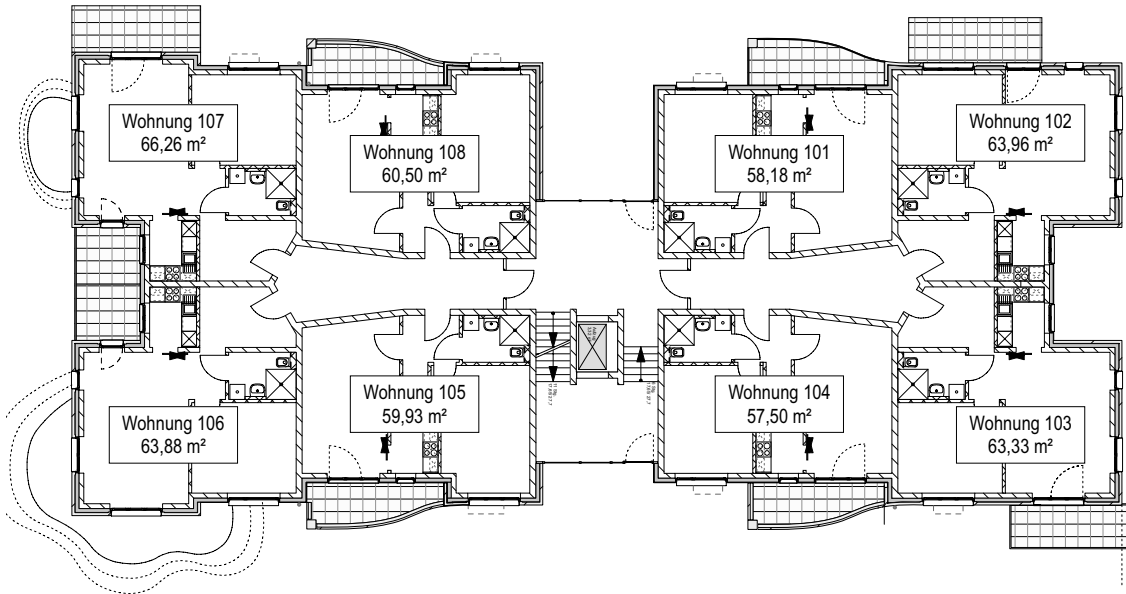 Wohnung 107
66,26 m²
Wohnung 108
60,50 m²
Wohnung 101
58,18 m²
Wohnung 102
63,96 m²
Wohnung 106
63,88 m²
Wohnung 105
59,93 m²
Wohnung 104
57,50 m²
Wohnung 103
63,33 m²